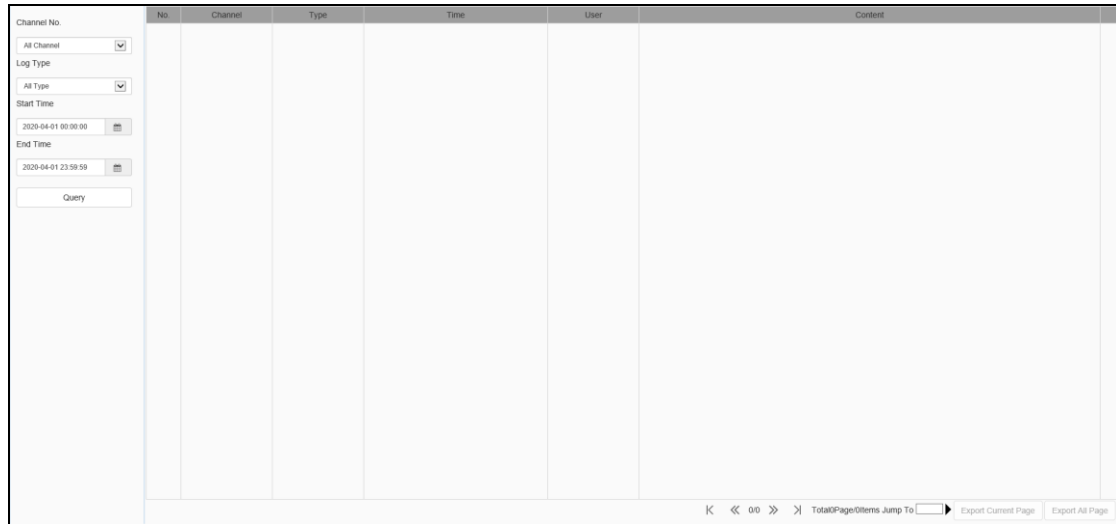 Channel No.
All Channel
Log Type
All Type
Start Time
2020-04-01 00:00:00
End Time
2020-04-01 23:59:59
Query
No. Channel Type Time User Content
0/0 Total0Page/0Items Jump To Export Current Page Export All Page